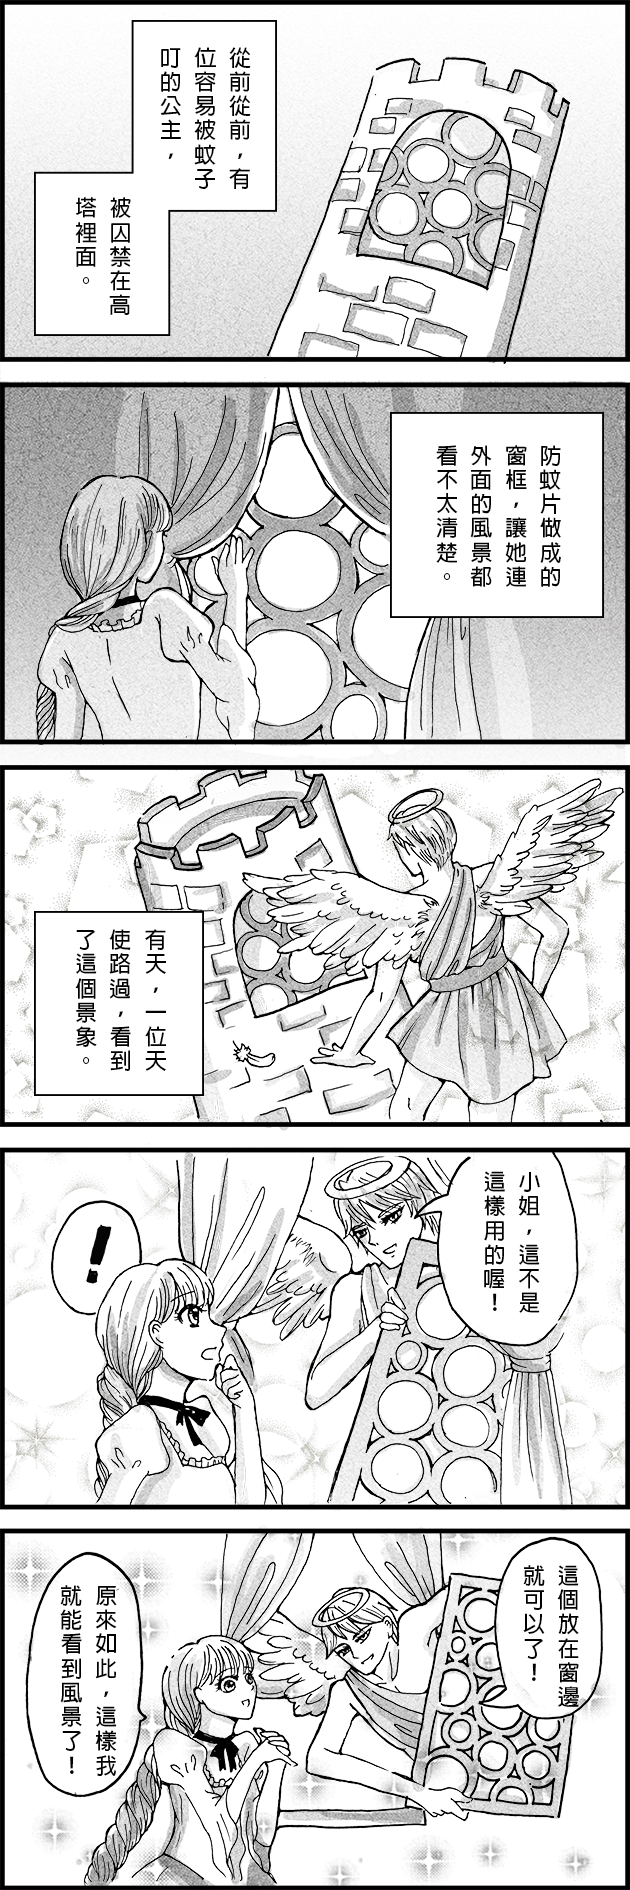 從前從前，有
位容易被蚊子
叮的公主，
被囚禁在高
塔裡面。
防蚊片做成的
窗框，讓她連
外面的風景都
看不太清楚。
有天，一位天
使路過，看到
了這個景象。
小姐，這不是
這樣用的喔！
！
這個放在窗邊
就可以了！
原來如此，這樣我
就能看到風景了！